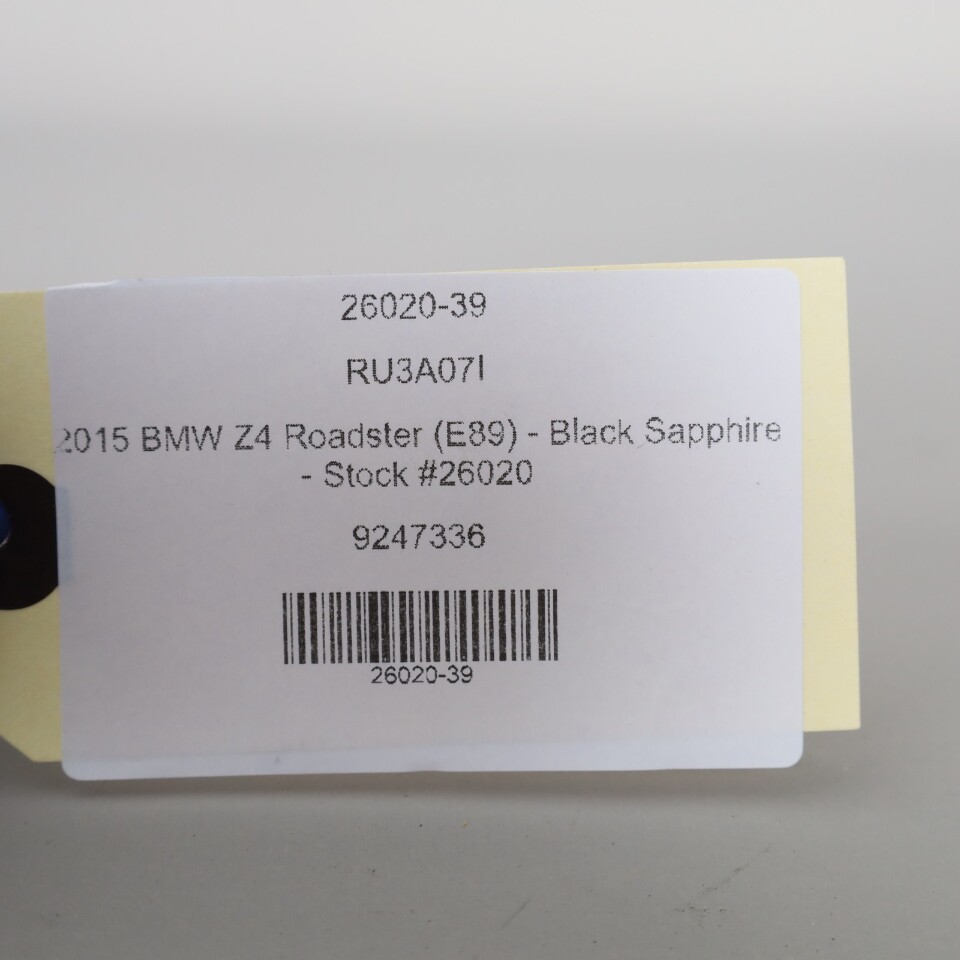 26020-39
RU3A07I
2015 BMW Z4 Roadster (E89) - Black Sapphire
- Stock #26020
9247336
26020-39